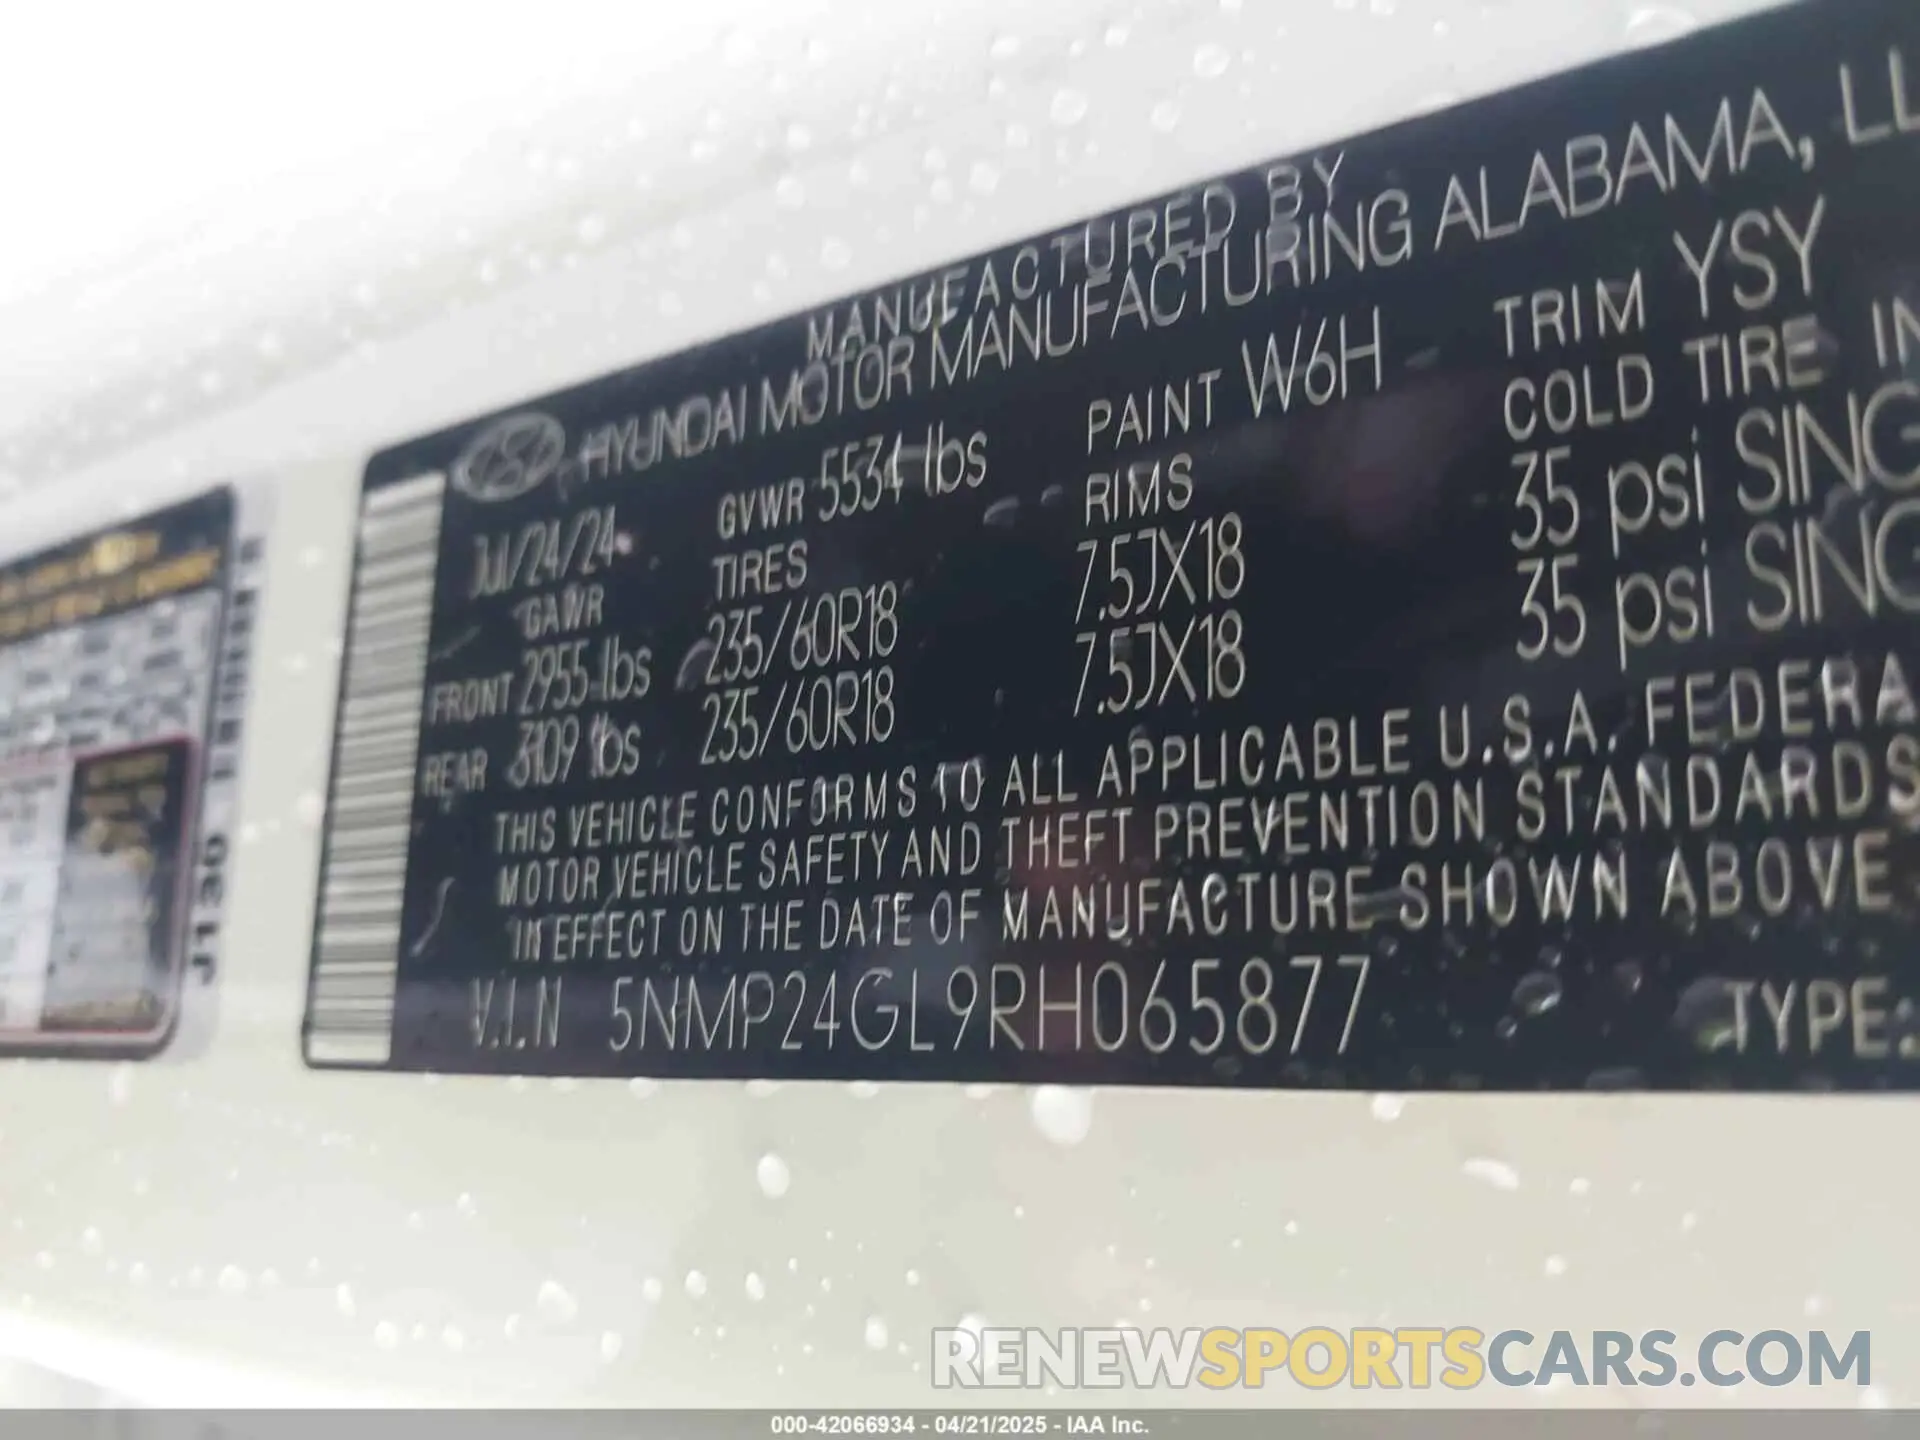 MANUFACTURED BY
HYUNDAI MOTOR MANUFACTURING ALABAMA, LL
Jul/24/24 GVWR 5534 lbs PAINT W6H TRIM YSY
GAWR TIRES RIMS COLD TIRE IN
FRONT 2955 lbs 235/60R18 7.5JX18 35 psi SING
REAR 3109 lbs 235/60R18 7.5JX18 35 psi SING
THIS VEHICLE CONFORMS TO ALL APPLICABLE U.S.A. FEDERA
MOTOR VEHICLE SAFETY AND THEFT PREVENTION STANDARDS
IN EFFECT ON THE DATE OF MANUFACTURE SHOWN ABOVE
V.I.N 5NMP24GL9RH065877 TYPE:
RENEWSPORTSCARS.COM
000-42066934 - 04/21/2025 - IAA Inc.